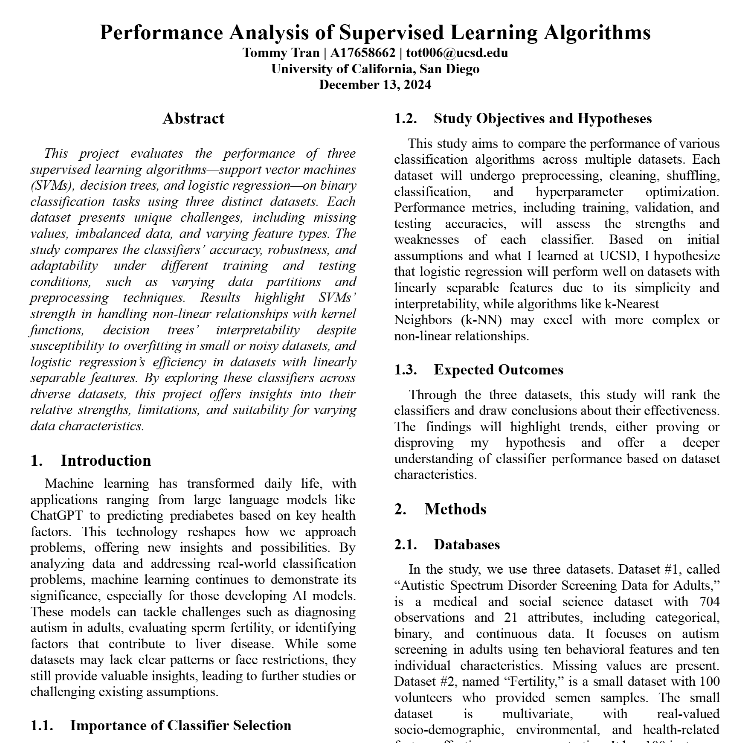 Performance Analysis of Supervised Learning Algorithms
Tommy Tran | A17658662 | tot006@ucsd.edu
University of California, San Diego
December 13, 2024
Abstract
This project evaluates the performance of three
supervised learning algorithms—support vector machines
(SVMs), decision trees, and logistic regression—on binary
classification tasks using three distinct datasets. Each
dataset presents unique challenges, including missing
values, imbalanced data, and varying feature types. The
study compares the classifiers’ accuracy, robustness, and
adaptability under different training and testing
conditions, such as varying data partitions and
preprocessing techniques. Results highlight SVMs’
strength in handling non-linear relationships with kernel
functions, decision trees’ interpretability despite
susceptibility to overfitting in small or noisy datasets, and
logistic regression’s efficiency in datasets with linearly
separable features. By exploring these classifiers across
diverse datasets, this project offers insights into their
relative strengths, limitations, and suitability for varying
data characteristics.
1. Introduction
Machine learning has transformed daily life, with
applications ranging from large language models like
ChatGPT to predicting prediabetes based on key health
factors. This technology reshapes how we approach
problems, offering new insights and possibilities. By
analyzing data and addressing real-world classification
problems, machine learning continues to demonstrate its
significance, especially for those developing AI models.
These models can tackle challenges such as diagnosing
autism in adults, evaluating sperm fertility, or identifying
factors that contribute to liver disease. While some
datasets may lack clear patterns or face restrictions, they
still provide valuable insights, leading to further studies or
challenging existing assumptions.
1.1. Importance of Classifier Selection
1.2. Study Objectives and Hypotheses
This study aims to compare the performance of various
classification algorithms across multiple datasets. Each
dataset will undergo preprocessing, cleaning, shuffling,
classification, and hyperparameter optimization.
Performance metrics, including training, validation, and
testing accuracies, will assess the strengths and
weaknesses of each classifier. Based on initial
assumptions and what I learned at UCSD, I hypothesize
that logistic regression will perform well on datasets with
linearly separable features due to its simplicity and
interpretability, while algorithms like k-Nearest
Neighbors (k-NN) may excel with more complex or
non-linear relationships.
1.3. Expected Outcomes
Through the three datasets, this study will rank the
classifiers and draw conclusions about their effectiveness.
The findings will highlight trends, either proving or
disproving my hypothesis and offer a deeper
understanding of classifier performance based on dataset
characteristics.
2. Methods
2.1. Databases
In the study, we use three datasets. Dataset #1, called
“Autistic Spectrum Disorder Screening Data for Adults,”
is a medical and social science dataset with 704
observations and 21 attributes, including categorical,
binary, and continuous data. It focuses on autism
screening in adults using ten behavioral features and ten
individual characteristics. Missing values are present.
Dataset #2, named “Fertility,” is a small dataset with 100
volunteers who provided semen samples. The small
dataset is multivariate, with real-valued
socio-demographic, environmental, and health-related